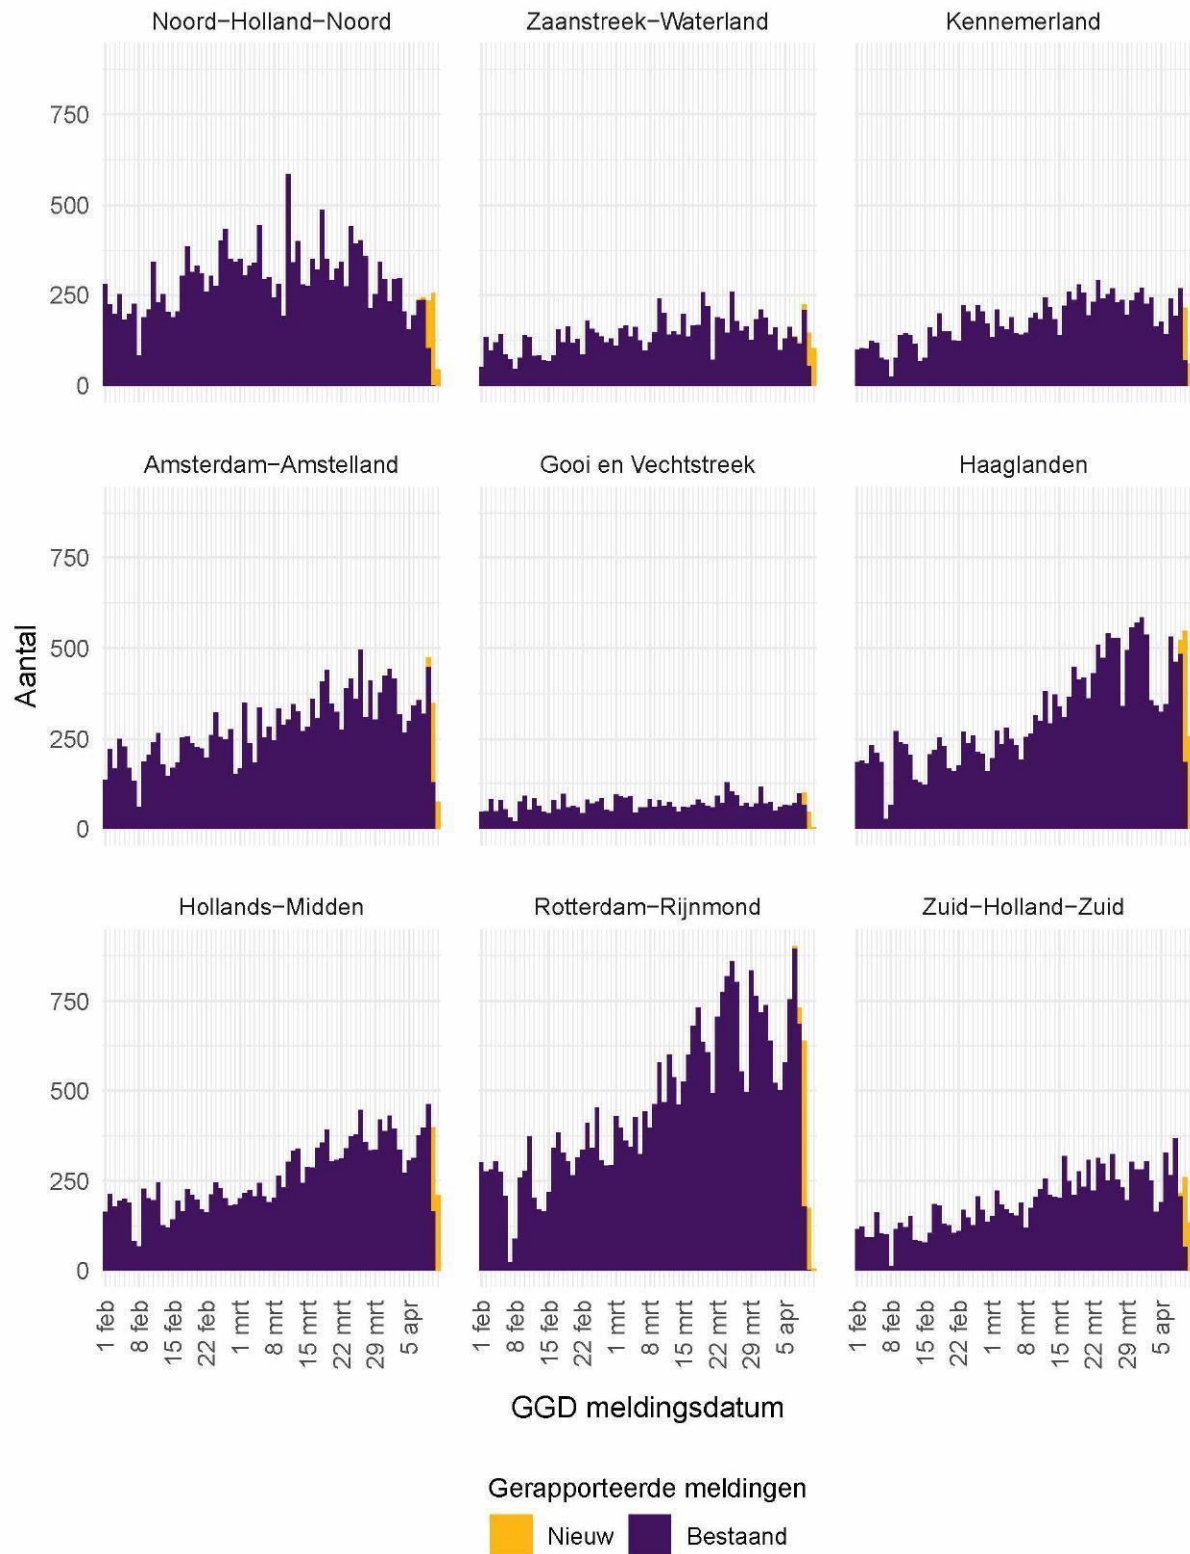 Noord−Holland−Noord
Zaanstreek−Waterland
Kennemerland
750
500
250
0
Amsterdam−Amstelland
Gooi en Vechtstreek
Haaglanden
750
500
250
0
Aantal
Hollands−Midden
Rotterdam−Rijnmond
Zuid−Holland−Zuid
750
500
250
0
1 feb
8 feb
15 feb
22 feb
1 mrt
8 mrt
15 mrt
22 mrt
29 mrt
5 apr
1 feb
8 feb
15 feb
22 feb
1 mrt
8 mrt
15 mrt
22 mrt
29 mrt
5 apr
1 feb
8 feb
15 feb
22 feb
1 mrt
8 mrt
15 mrt
22 mrt
29 mrt
5 apr
GGD meldingsdatum
Gerapporteerde meldingen
Nieuw
Bestaand